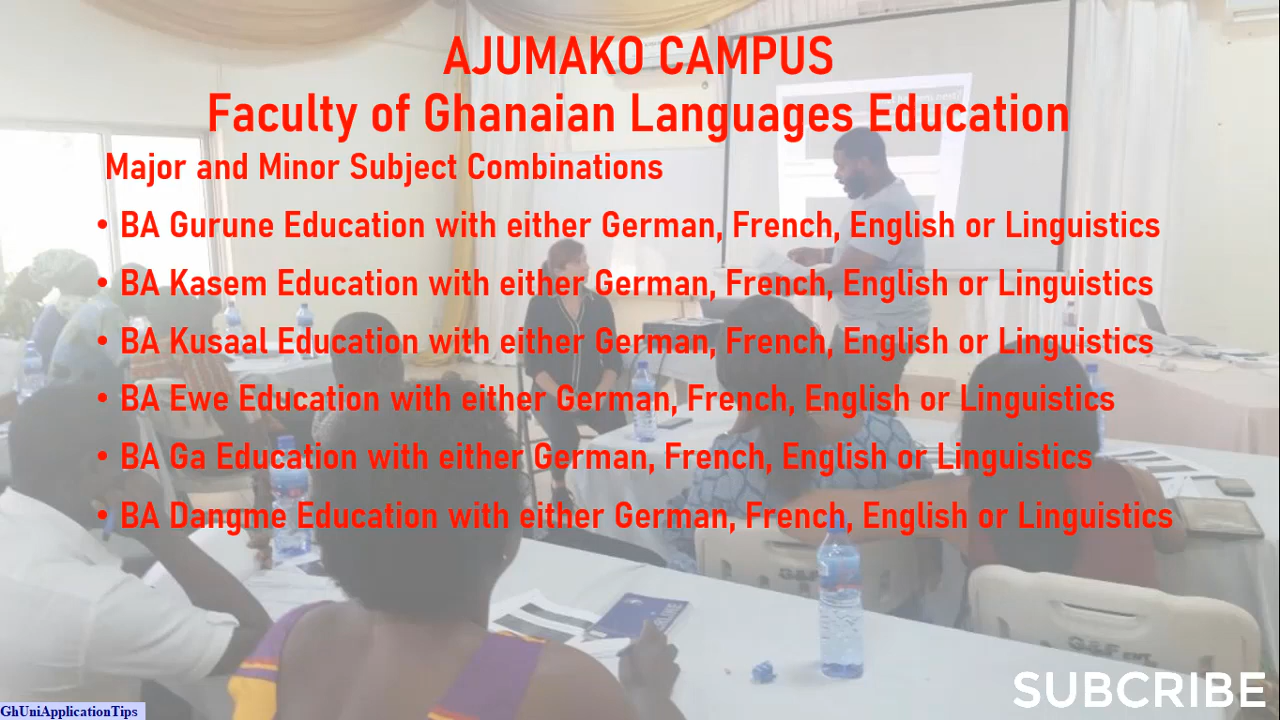 AJUMAKO CAMPUS
Faculty of Ghanaian Languages Education
Major and Minor Subject Combinations
• BA Gurune Education with either German, French, English or Linguistics
• BA Kasem Education with either German, French, English or Linguistics
• BA Kusaal Education with either German, French, English or Linguistics
• BA Ewe Education with either German, French, English or Linguistics
• BA Ga Education with either German, French, English or Linguistics
• BA Dangme Education with either German, French, English or Linguistics
G&F
G&F ENT.
SUBCRIBE
GhUniApplicationTips